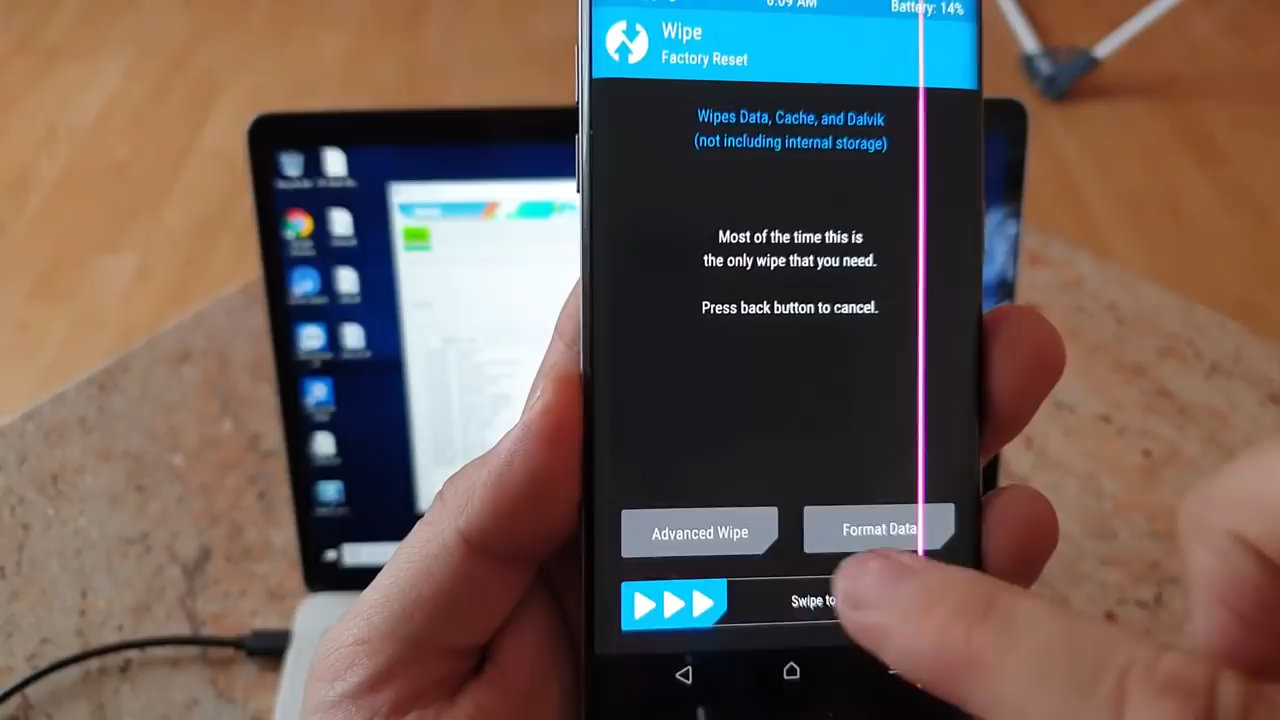 Battery: 14%
Wipe
Factory Reset
Wipes Data, Cache, and Dalvik
(not including internal storage)
Most of the time this is
the only wipe that you need.
Press back button to cancel.
Advanced Wipe
Format Data
Swipe to